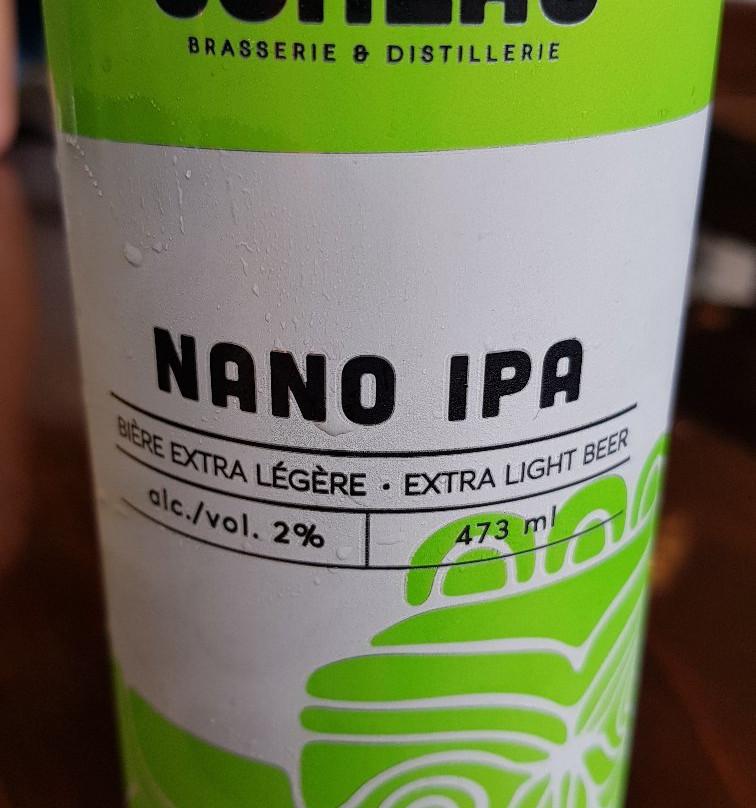 BRASSERIE & DISTILLERIE
NANO IPA
BIÈRE EXTRA LÉGÈRE · EXTRA LIGHT BEER
alc./vol. 2% 473 ml